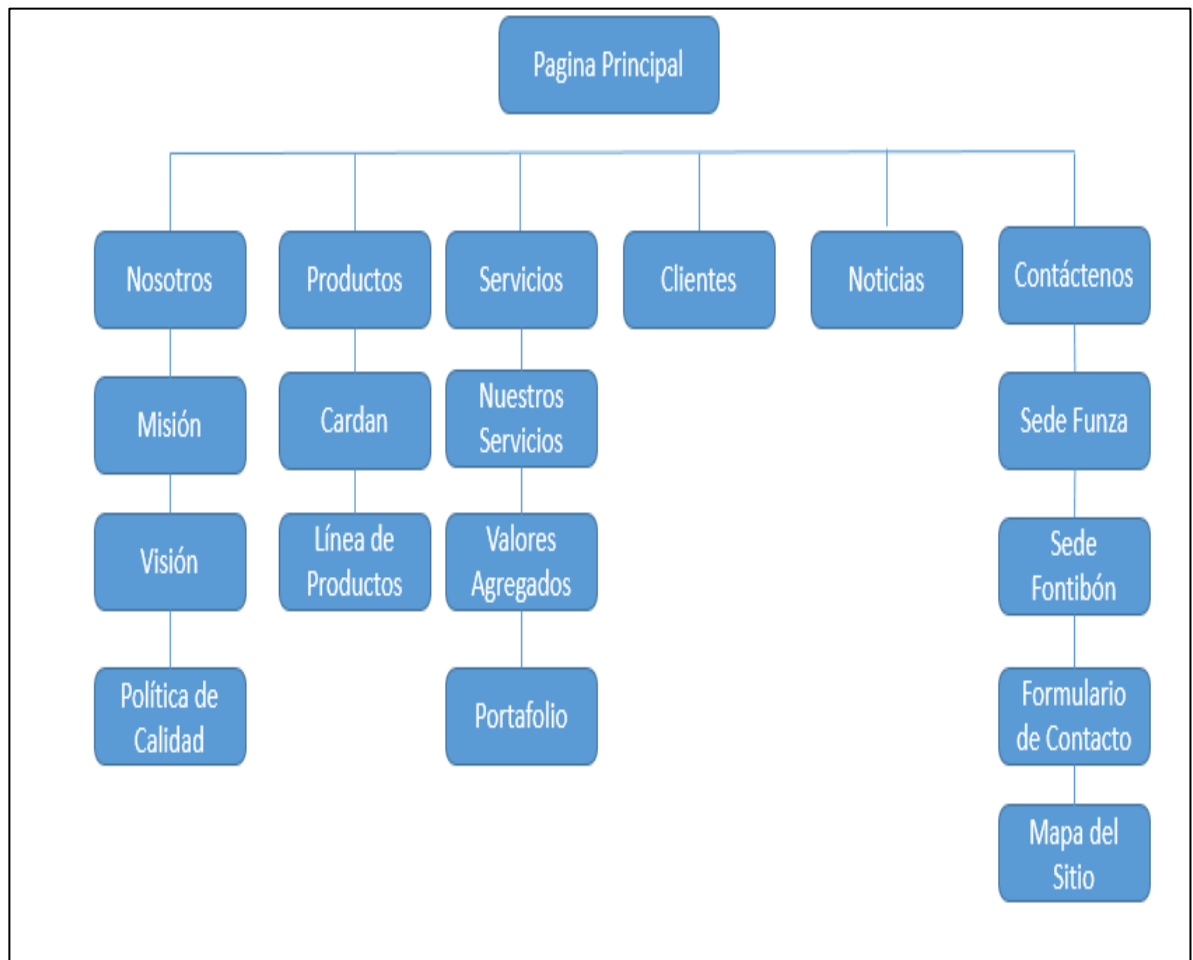 Pagina Principal
Nosotros
Productos
Servicios
Clientes
Noticias
Contáctenos
Misión
Cardan
Nuestros
Servicios
Sede Funza
Visión
Línea de
Productos
Valores
Agregados
Sede
Fontibón
Política de
Calidad
Portafolio
Formulario
de Contacto
Mapa del
Sitio